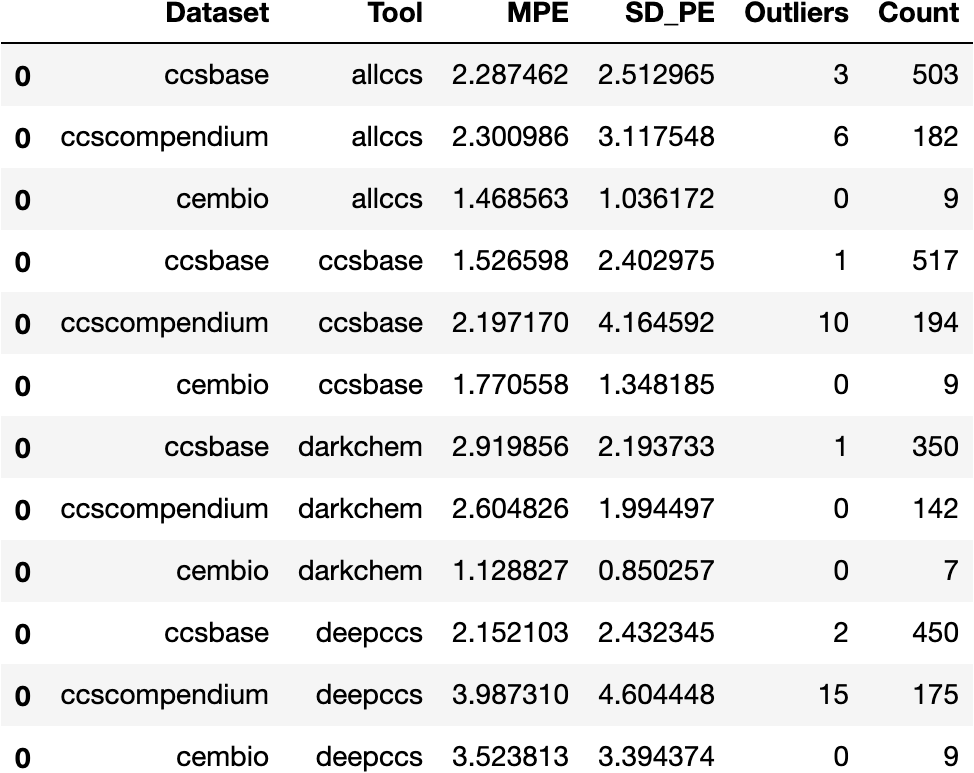 Dataset Tool MPE SD_PE Outliers Count
0 ccsbase allccs 2.287462 2.512965 3 503
0 ccscompendium allccs 2.300986 3.117548 6 182
0 cembio allccs 1.468563 1.036172 0 9
0 ccsbase ccsbase 1.526598 2.402975 1 517
0 ccscompendium ccsbase 2.197170 4.164592 10 194
0 cembio ccsbase 1.770558 1.348185 0 9
0 ccsbase darkchem 2.919856 2.193733 1 350
0 ccscompendium darkchem 2.604826 1.994497 0 142
0 cembio darkchem 1.128827 0.850257 0 7
0 ccsbase deepccs 2.152103 2.432345 2 450
0 ccscompendium deepccs 3.987310 4.604448 15 175
0 cembio deepccs 3.523813 3.394374 0 9